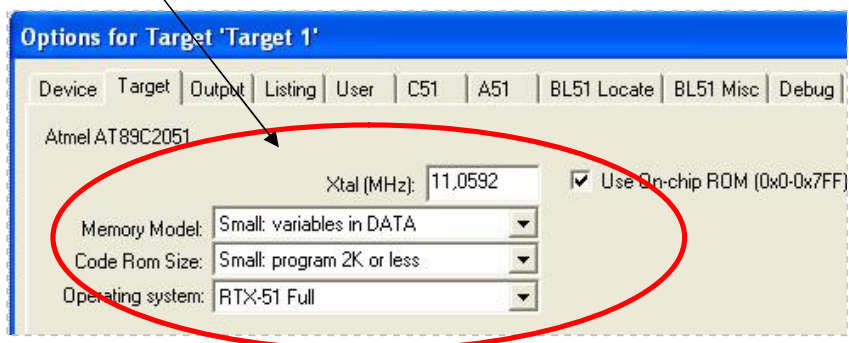 Options for Target 'Target 1'
Device Target Output Listing User C51 A51 BL51 Locate BL51 Misc Debug
Atmel AT89C2051
Xtal (MHz): 11,0592 Use On-chip ROM (0x0-0x7FF)
Memory Model: Small: variables in DATA
Code Rom Size: Small: program 2K or less
Operating system: RTX-51 Full